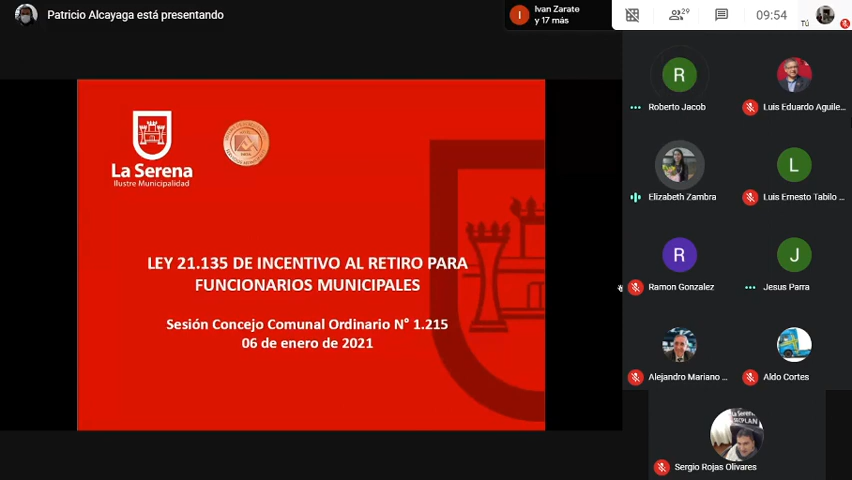 Patricio Alcayaga está presentando
I
Ivan Zarate
y 17 más
29
09:54
Tú
La Serena
Ilustre Municipalidad
LEY 21.135 DE INCENTIVO AL RETIRO PARA
FUNCIONARIOS MUNICIPALES
Sesión Concejo Comunal Ordinario N° 1.215
06 de enero de 2021
R
Roberto Jacob
Luis Eduardo Aguile...
Elizabeth Zambra
L
Luis Ernesto Tabilo ...
R
Ramon Gonzalez
J
Jesus Parra
Alejandro Mariano ...
Aldo Cortes
La Serena
Sergio Rojas Olivares